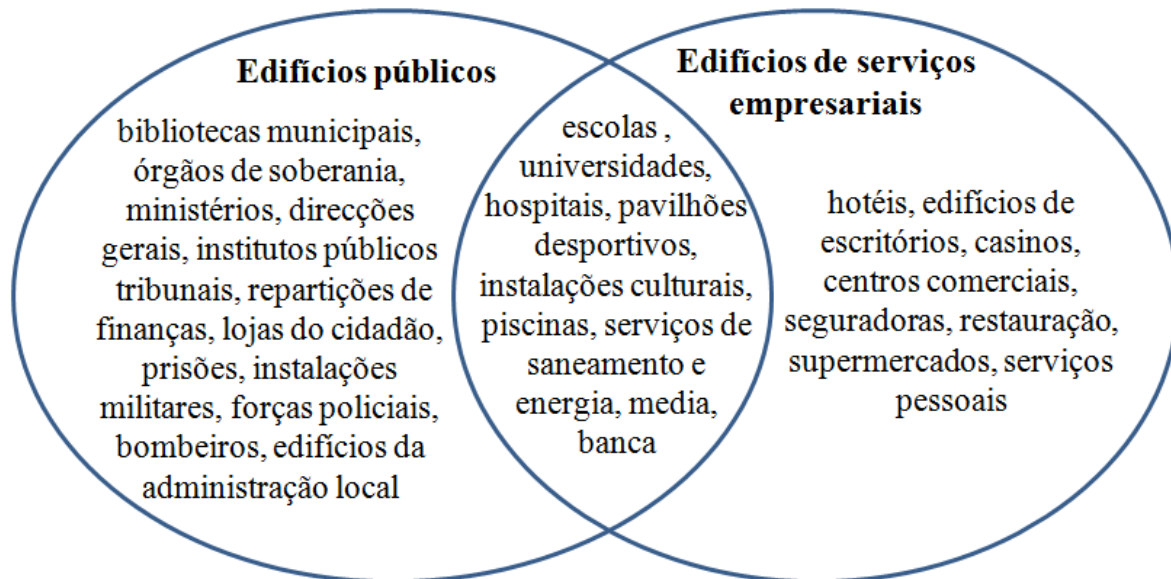 Edifícios públicos
bibliotecas municipais,
órgãos de soberania,
ministérios, direcções
gerais, institutos públicos
tribunais, repartições de
finanças, lojas do cidadão,
prisões, instalações
militares, forças policiais,
bombeiros, edifícios da
administração local
escolas ,
universidades,
hospitais, pavilhões
desportivos,
instalações culturais,
piscinas, serviços de
saneamento e
energia, media,
banca
Edifícios de serviços
empresariais
hotéis, edifícios de
escritórios, casinos,
centros comerciais,
seguradoras, restauração,
supermercados, serviços
pessoais